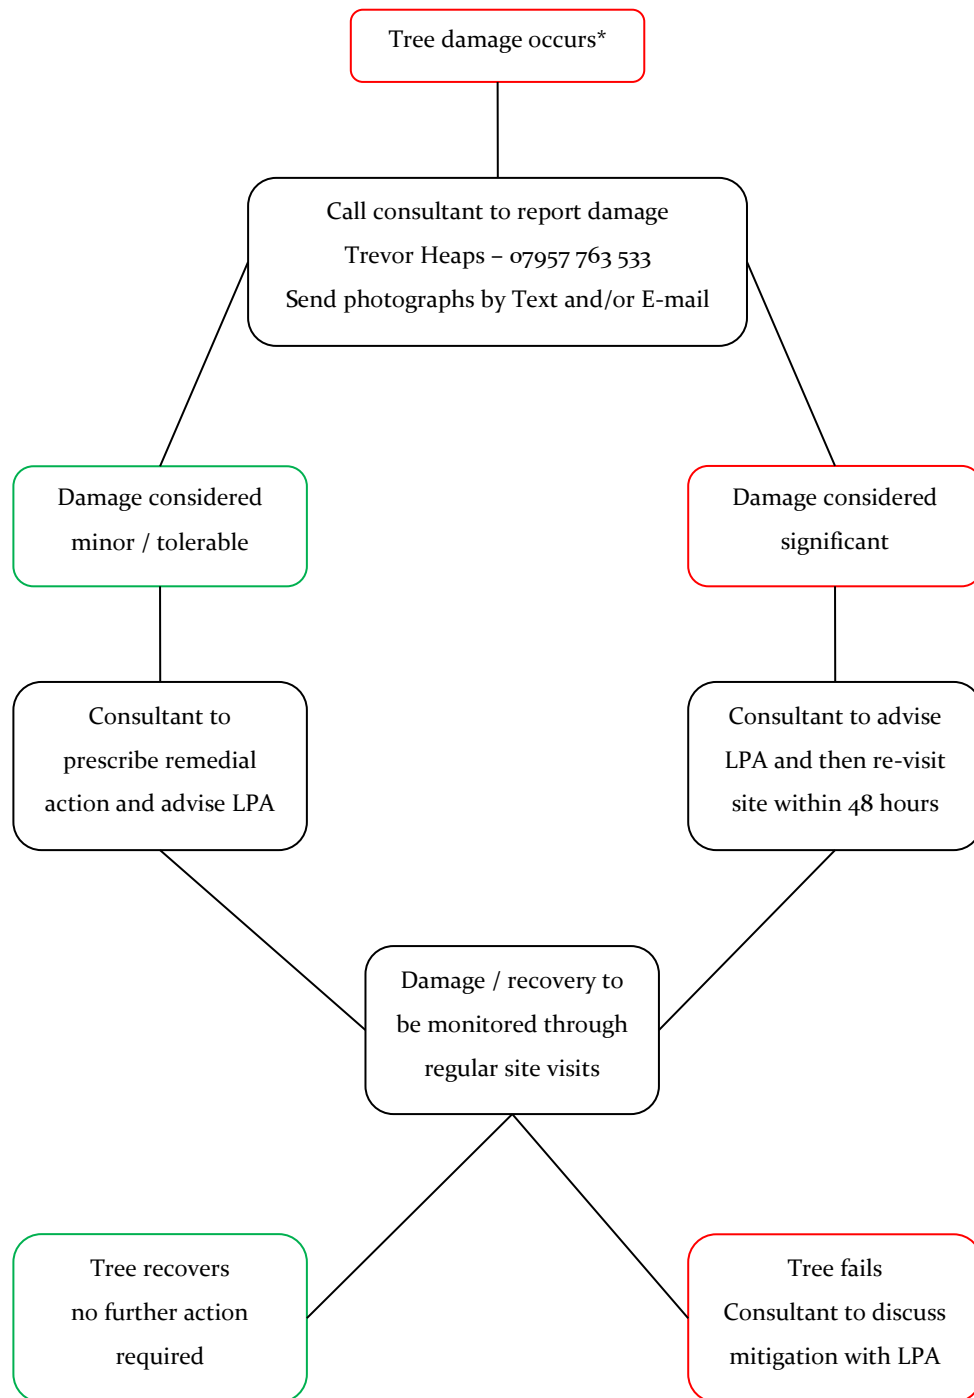 Tree damage occurs*
Call consultant to report damage
Trevor Heaps – 07957 763 533
Send photographs by Text and/or E-mail
Damage considered
minor / tolerable
Damage considered
significant
Consultant to
prescribe remedial
action and advise LPA
Consultant to advise
LPA and then re-visit
site within 48 hours
Damage / recovery to
be monitored through
regular site visits
Tree recovers
no further action
required
Tree fails
Consultant to discuss
mitigation with LPA